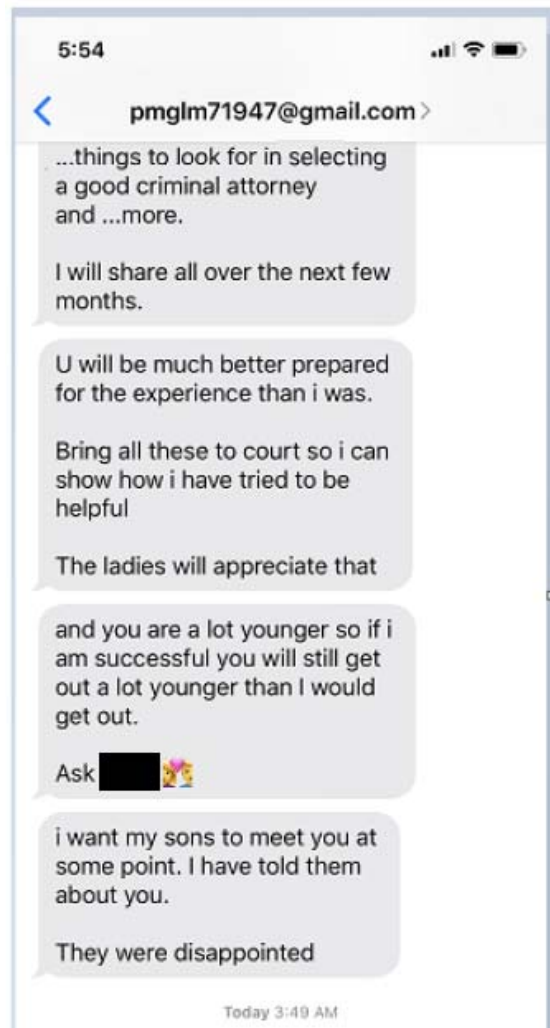 5:54
pmglm71947@gmail.com
...things to look for in selecting
a good criminal attorney
and ...more.
I will share all over the next few
months.
U will be much better prepared
for the experience than i was.
Bring all these to court so i can
show how i have tried to be
helpful
The ladies will appreciate that
and you are a lot younger so if i
am successful you will still get
out a lot younger than I would
get out.
Ask
i want my sons to meet you at
some point. I have told them
about you.
They were disappointed
Today 3:49 AM